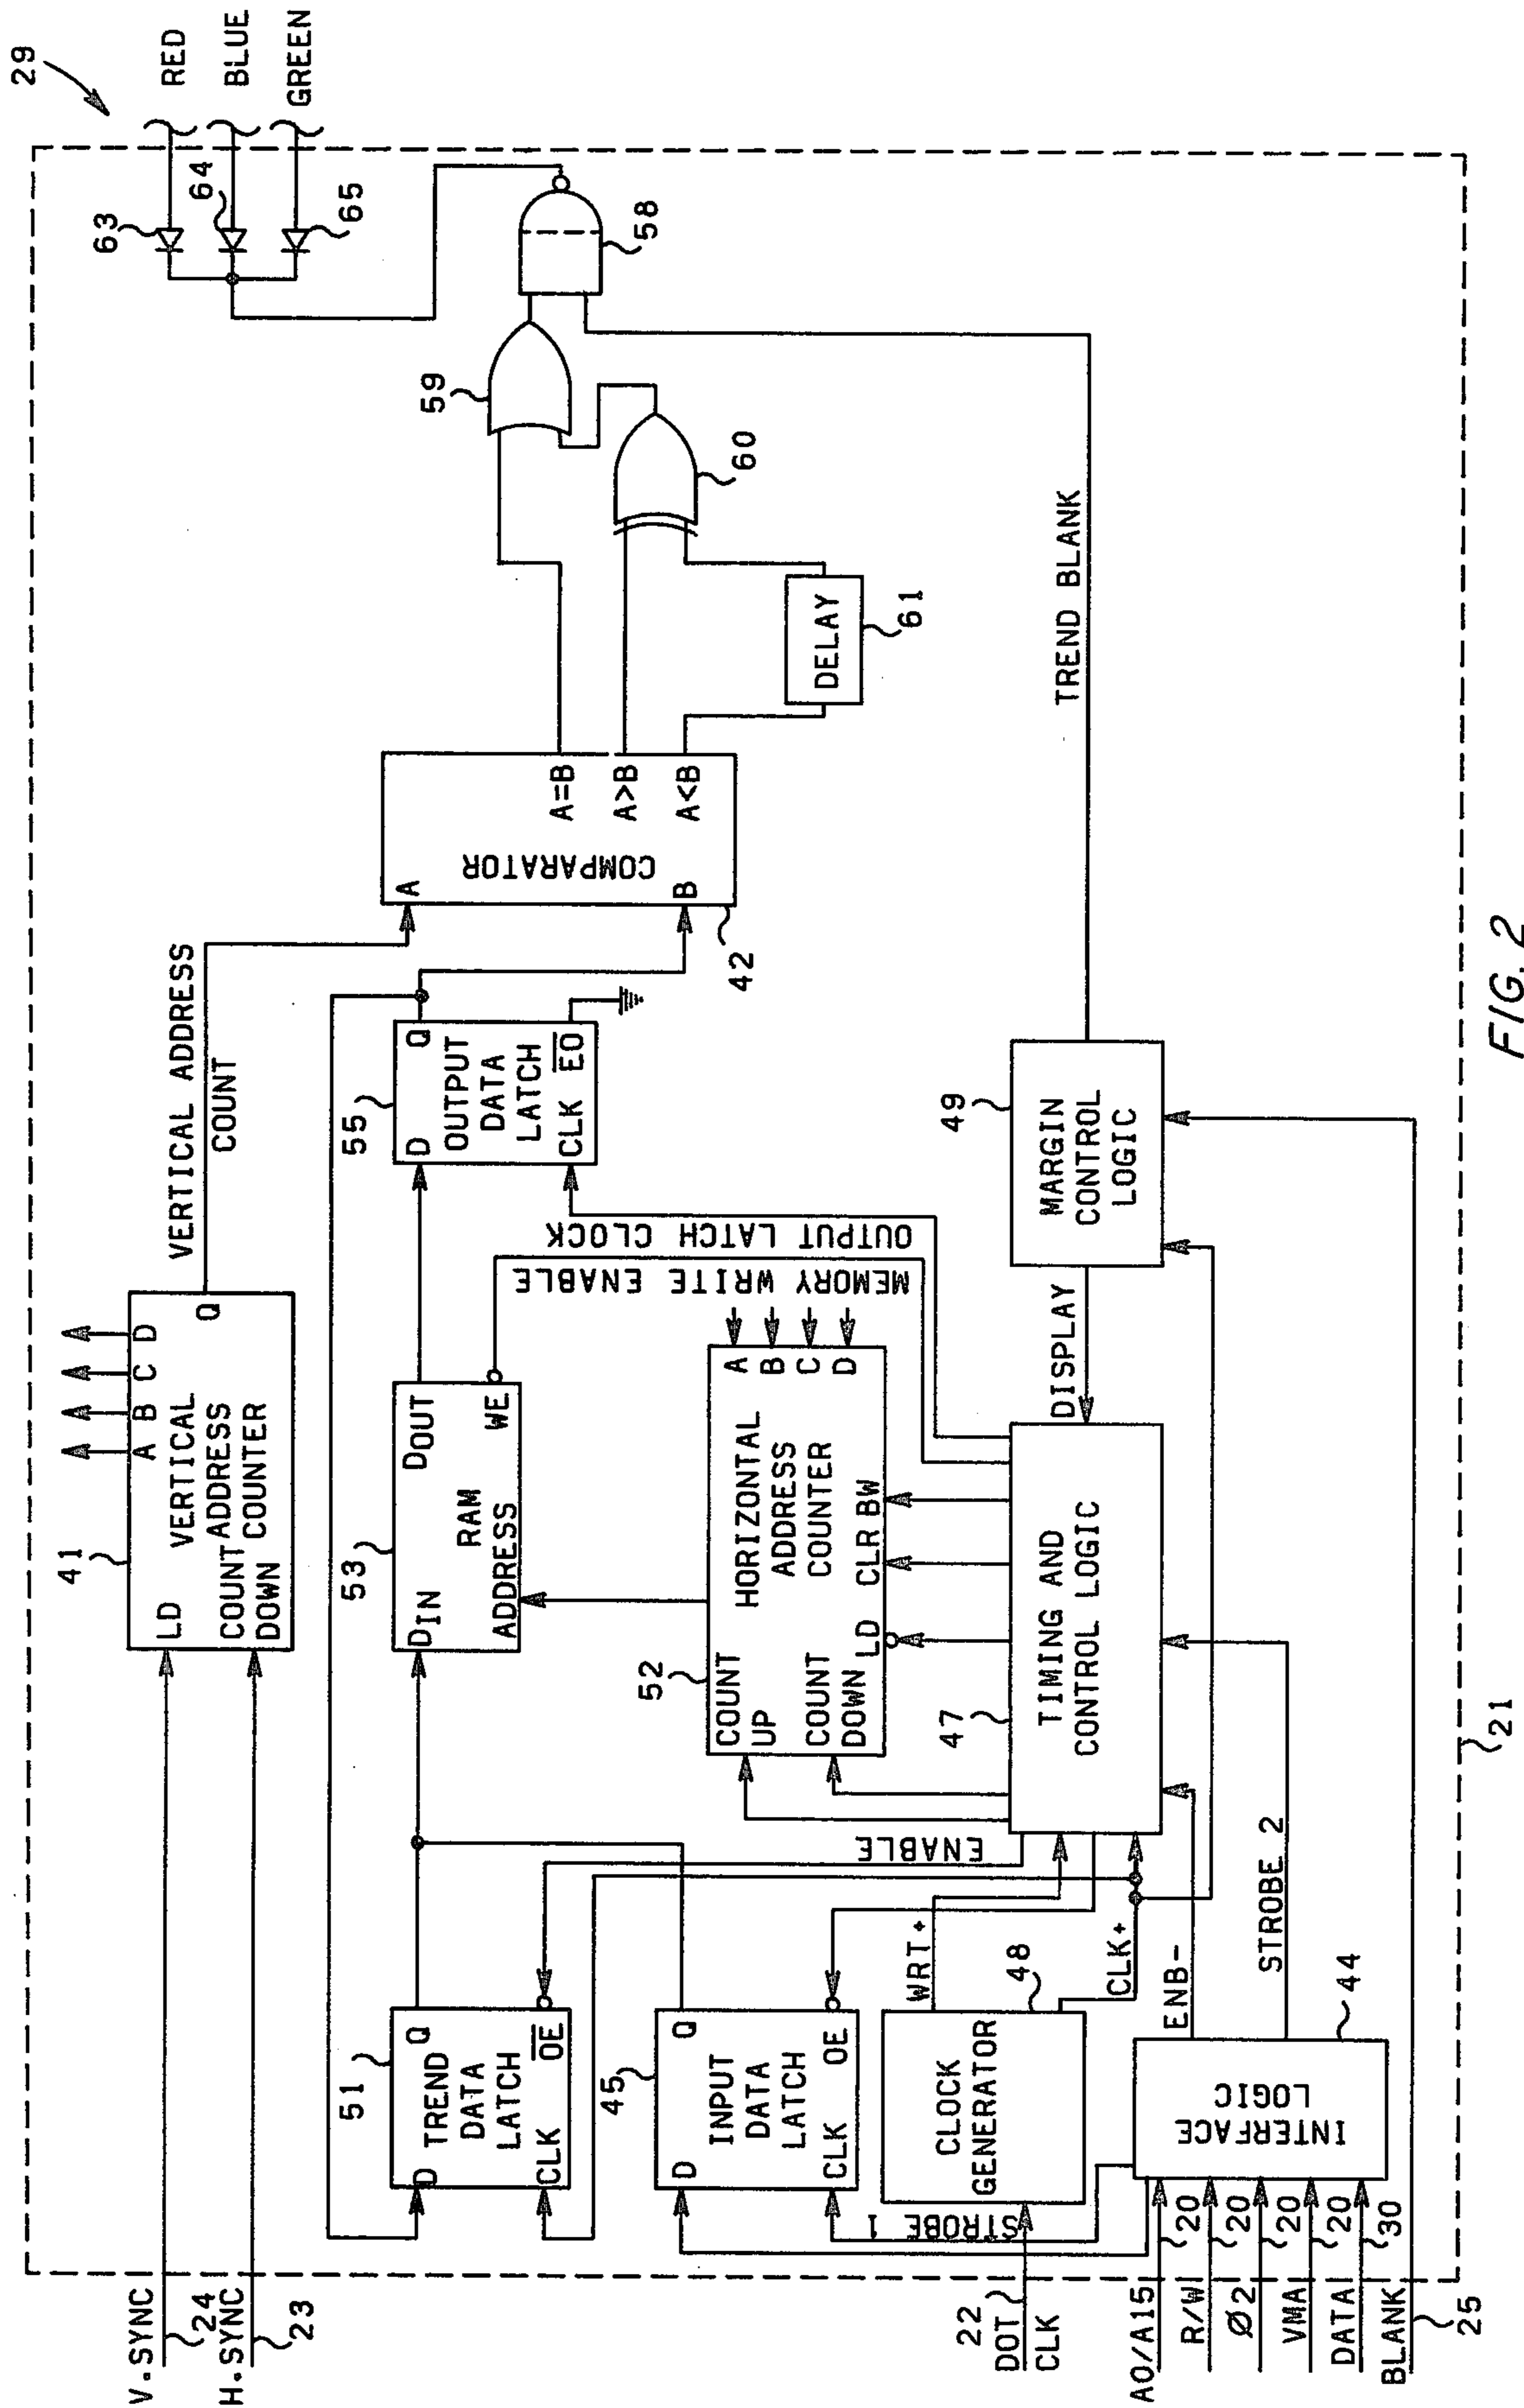 29
RED
BLUE
GREEN
63
64
65
V.SYNC
24
H.SYNC
23
41
LD
COUNT
DOWN
VERTICAL
ADDRESS
COUNTER
A B C D
Q
VERTICAL ADDRESS
COUNT
58
59
60
DELAY
61
A
B
COMPARATOR
A=B
A>B
A<B
42
51
D
Q
TREND
DATA
LATCH
CLK
OE
53
DIN
DOUT
RAM
ADDRESS
WE
55
D
Q
OUTPUT
DATA
LATCH
CLK
EO
45
D
Q
INPUT
DATA
LATCH
CLK
OE
52
COUNT
UP
COUNT
DOWN
HORIZONTAL
ADDRESS
COUNTER
LD
CLR
BW
A
B
C
D
MEMORY WRITE ENABLE
OUTPUT LATCH CLOCK
ENABLE
STROBE 1
22
DOT
CLK
CLOCK
GENERATOR
48
WRT+
CLK+
47
TIMING AND
CONTROL LOGIC
DISPLAY
49
MARGIN
CONTROL
LOGIC
TREND BLANK
ENB-
STROBE 2
44
INTERFACE
LOGIC
A0/A15
20
R/W
20
Ø2
20
VMA
20
DATA
30
BLANK
25
21
FIG. 2